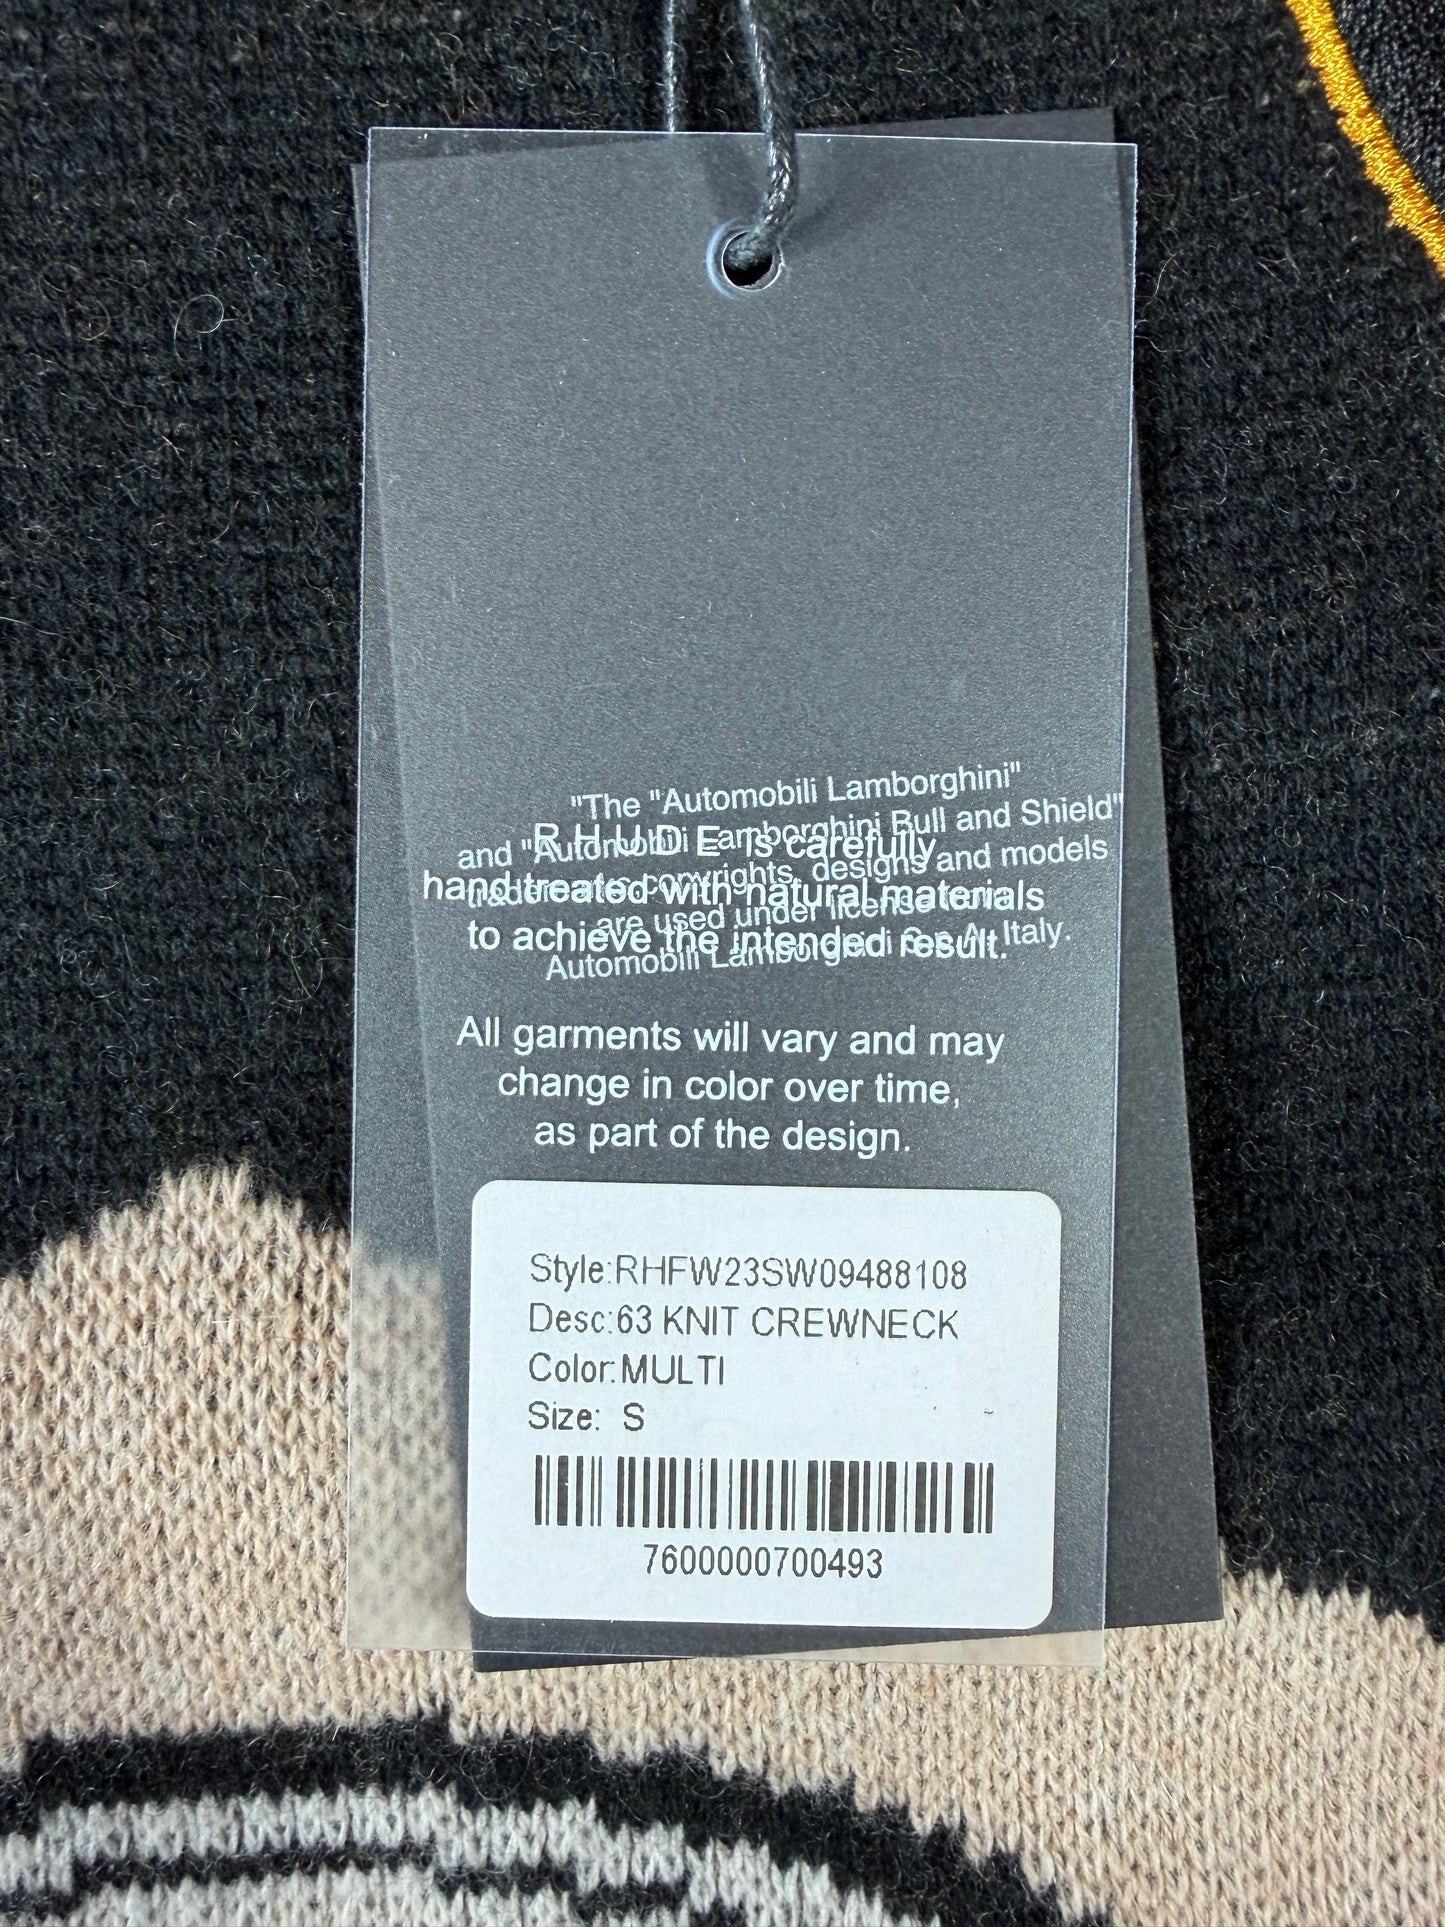 "The "Automobili Lamborghini"
and "Automobili Lamborghini Bull and Shield"
trademarks, copyrights, designs and models
are used under license from
Automobili Lamborghini S.p.A., Italy.
RHUDE is carefully
hand treated with natural materials
to achieve the intended result.
All garments will vary and may
change in color over time,
as part of the design.
Style:RHFW23SW09488108
Desc:63 KNIT CREWNECK
Color:MULTI
Size: S
7600000700493